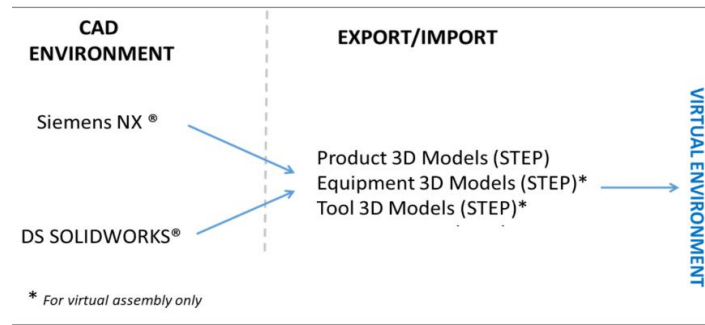 CAD
ENVIRONMENT
EXPORT/IMPORT
Siemens NX ®
DS SOLIDWORKS®
Product 3D Models (STEP)
Equipment 3D Models (STEP)*
Tool 3D Models (STEP)*
VIRTUAL ENVIRONMENT
* For virtual assembly only